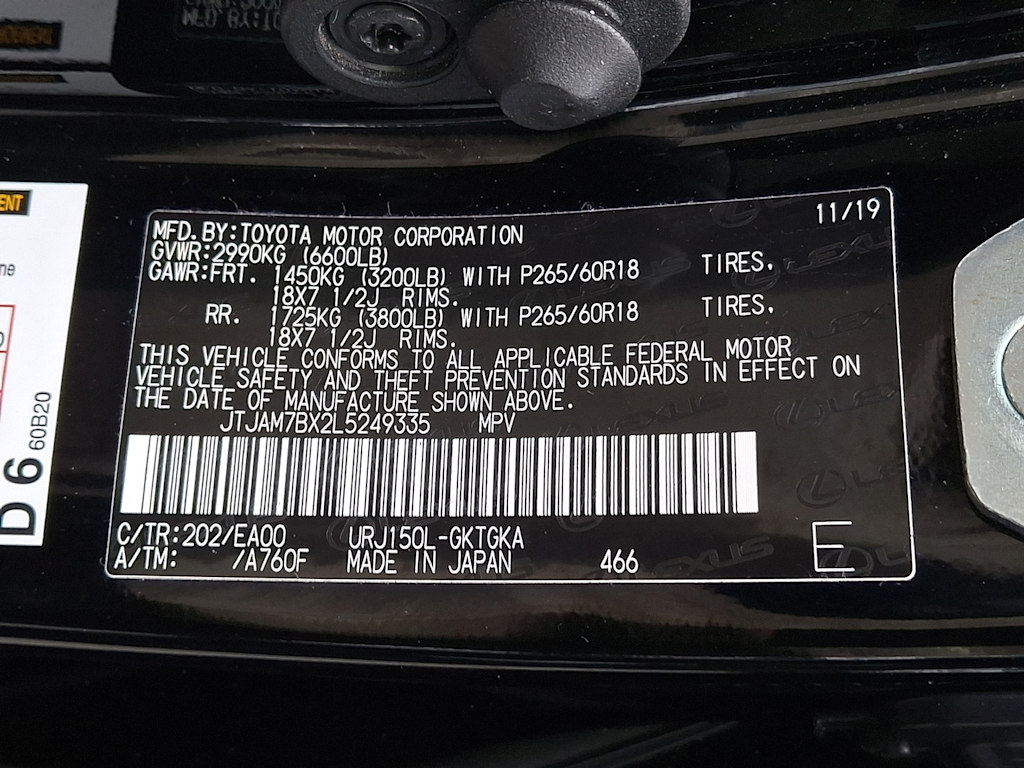 11/19
MFD. BY:TOYOTA MOTOR CORPORATION
GVWR:2990KG (6600LB)
GAWR:FRT. 1450KG (3200LB) WITH P265/60R18 TIRES,
18X7 1/2J RIMS.
RR. 1725KG (3800LB) WITH P265/60R18 TIRES,
18X7 1/2J RIMS.
THIS VEHICLE CONFORMS TO ALL APPLICABLE FEDERAL MOTOR
VEHICLE SAFETY AND THEFT PREVENTION STANDARDS IN EFFECT ON
THE DATE OF MANUFACTURE SHOWN ABOVE.
JTJAM7BX2L5249335 MPV
C/TR:202/EA00 URJ150L-GKTGKA
A/TM: /A760F MADE IN JAPAN 466 E
LEXUS
D 6 60B20